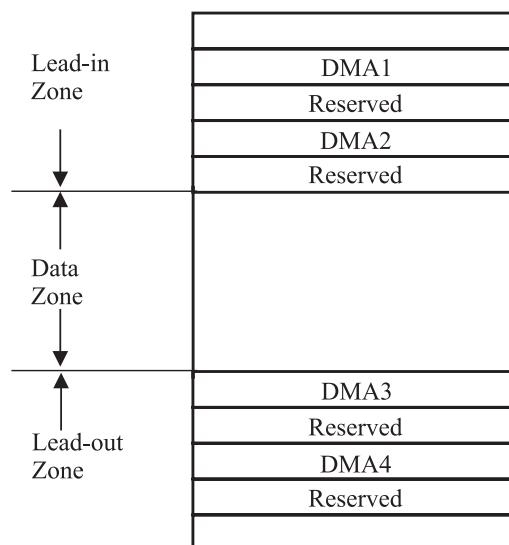 Lead-in
Zone
DMA1
Reserved
DMA2
Reserved
Data
Zone
DMA3
Reserved
Lead-out
Zone
DMA4
Reserved